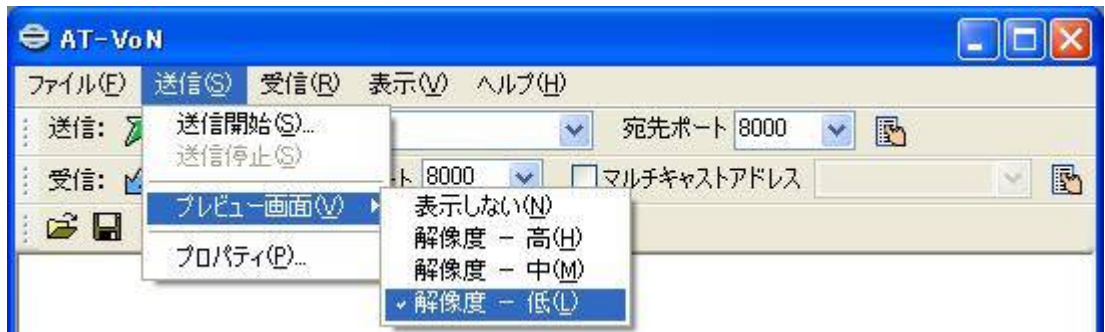 AT-VoN
ファイル(F) 送信(S) 受信(R) 表示(V) ヘルプ(H)
送信: 宛先ポート 8000
送信開始(S)...
送信停止(S)
受信: ト 8000 マルチキャストアドレス
プレビュー画面(V)
表示しない(N)
解像度 - 高(H)
プロパティ(P)...
解像度 - 中(M)
解像度 - 低(L)